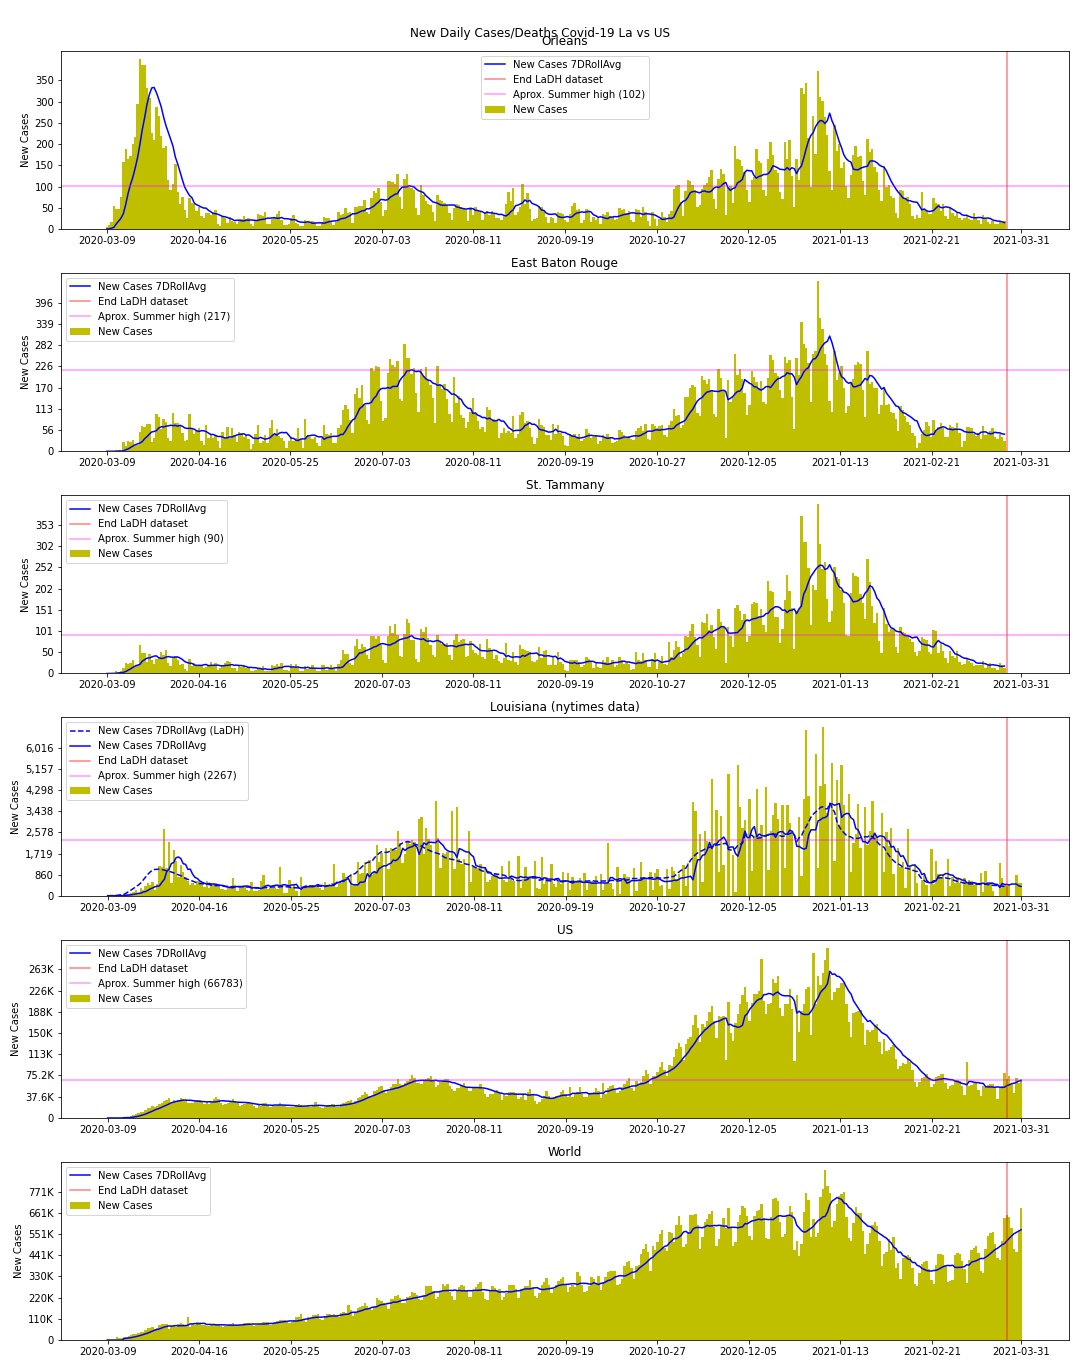 New Daily Cases/Deaths Covid-19 La vs US
Orleans
New Cases
350
300
250
200
150
100
50
0
New Cases 7DRollAvg
End LaDH dataset
Aprox. Summer high (102)
New Cases
2020-03-09 2020-04-16 2020-05-25 2020-07-03 2020-08-11 2020-09-19 2020-10-27 2020-12-05 2021-01-13 2021-02-21 2021-03-31
East Baton Rouge
New Cases
396
339
282
226
170
113
56
0
New Cases 7DRollAvg
End LaDH dataset
Aprox. Summer high (217)
New Cases
2020-03-09 2020-04-16 2020-05-25 2020-07-03 2020-08-11 2020-09-19 2020-10-27 2020-12-05 2021-01-13 2021-02-21 2021-03-31
St. Tammany
New Cases
353
302
252
202
151
101
50
0
New Cases 7DRollAvg
End LaDH dataset
Aprox. Summer high (90)
New Cases
2020-03-09 2020-04-16 2020-05-25 2020-07-03 2020-08-11 2020-09-19 2020-10-27 2020-12-05 2021-01-13 2021-02-21 2021-03-31
Louisiana (nytimes data)
New Cases
6,016
5,157
4,298
3,438
2,578
1,719
860
0
New Cases 7DRollAvg (LaDH)
New Cases 7DRollAvg
End LaDH dataset
Aprox. Summer high (2267)
New Cases
2020-03-09 2020-04-16 2020-05-25 2020-07-03 2020-08-11 2020-09-19 2020-10-27 2020-12-05 2021-01-13 2021-02-21 2021-03-31
US
New Cases
263K
226K
188K
150K
113K
75.2K
37.6K
0
New Cases 7DRollAvg
End LaDH dataset
Aprox. Summer high (66783)
New Cases
2020-03-09 2020-04-16 2020-05-25 2020-07-03 2020-08-11 2020-09-19 2020-10-27 2020-12-05 2021-01-13 2021-02-21 2021-03-31
World
New Cases
771K
661K
551K
441K
330K
220K
110K
0
New Cases 7DRollAvg
End LaDH dataset
New Cases
2020-03-09 2020-04-16 2020-05-25 2020-07-03 2020-08-11 2020-09-19 2020-10-27 2020-12-05 2021-01-13 2021-02-21 2021-03-31